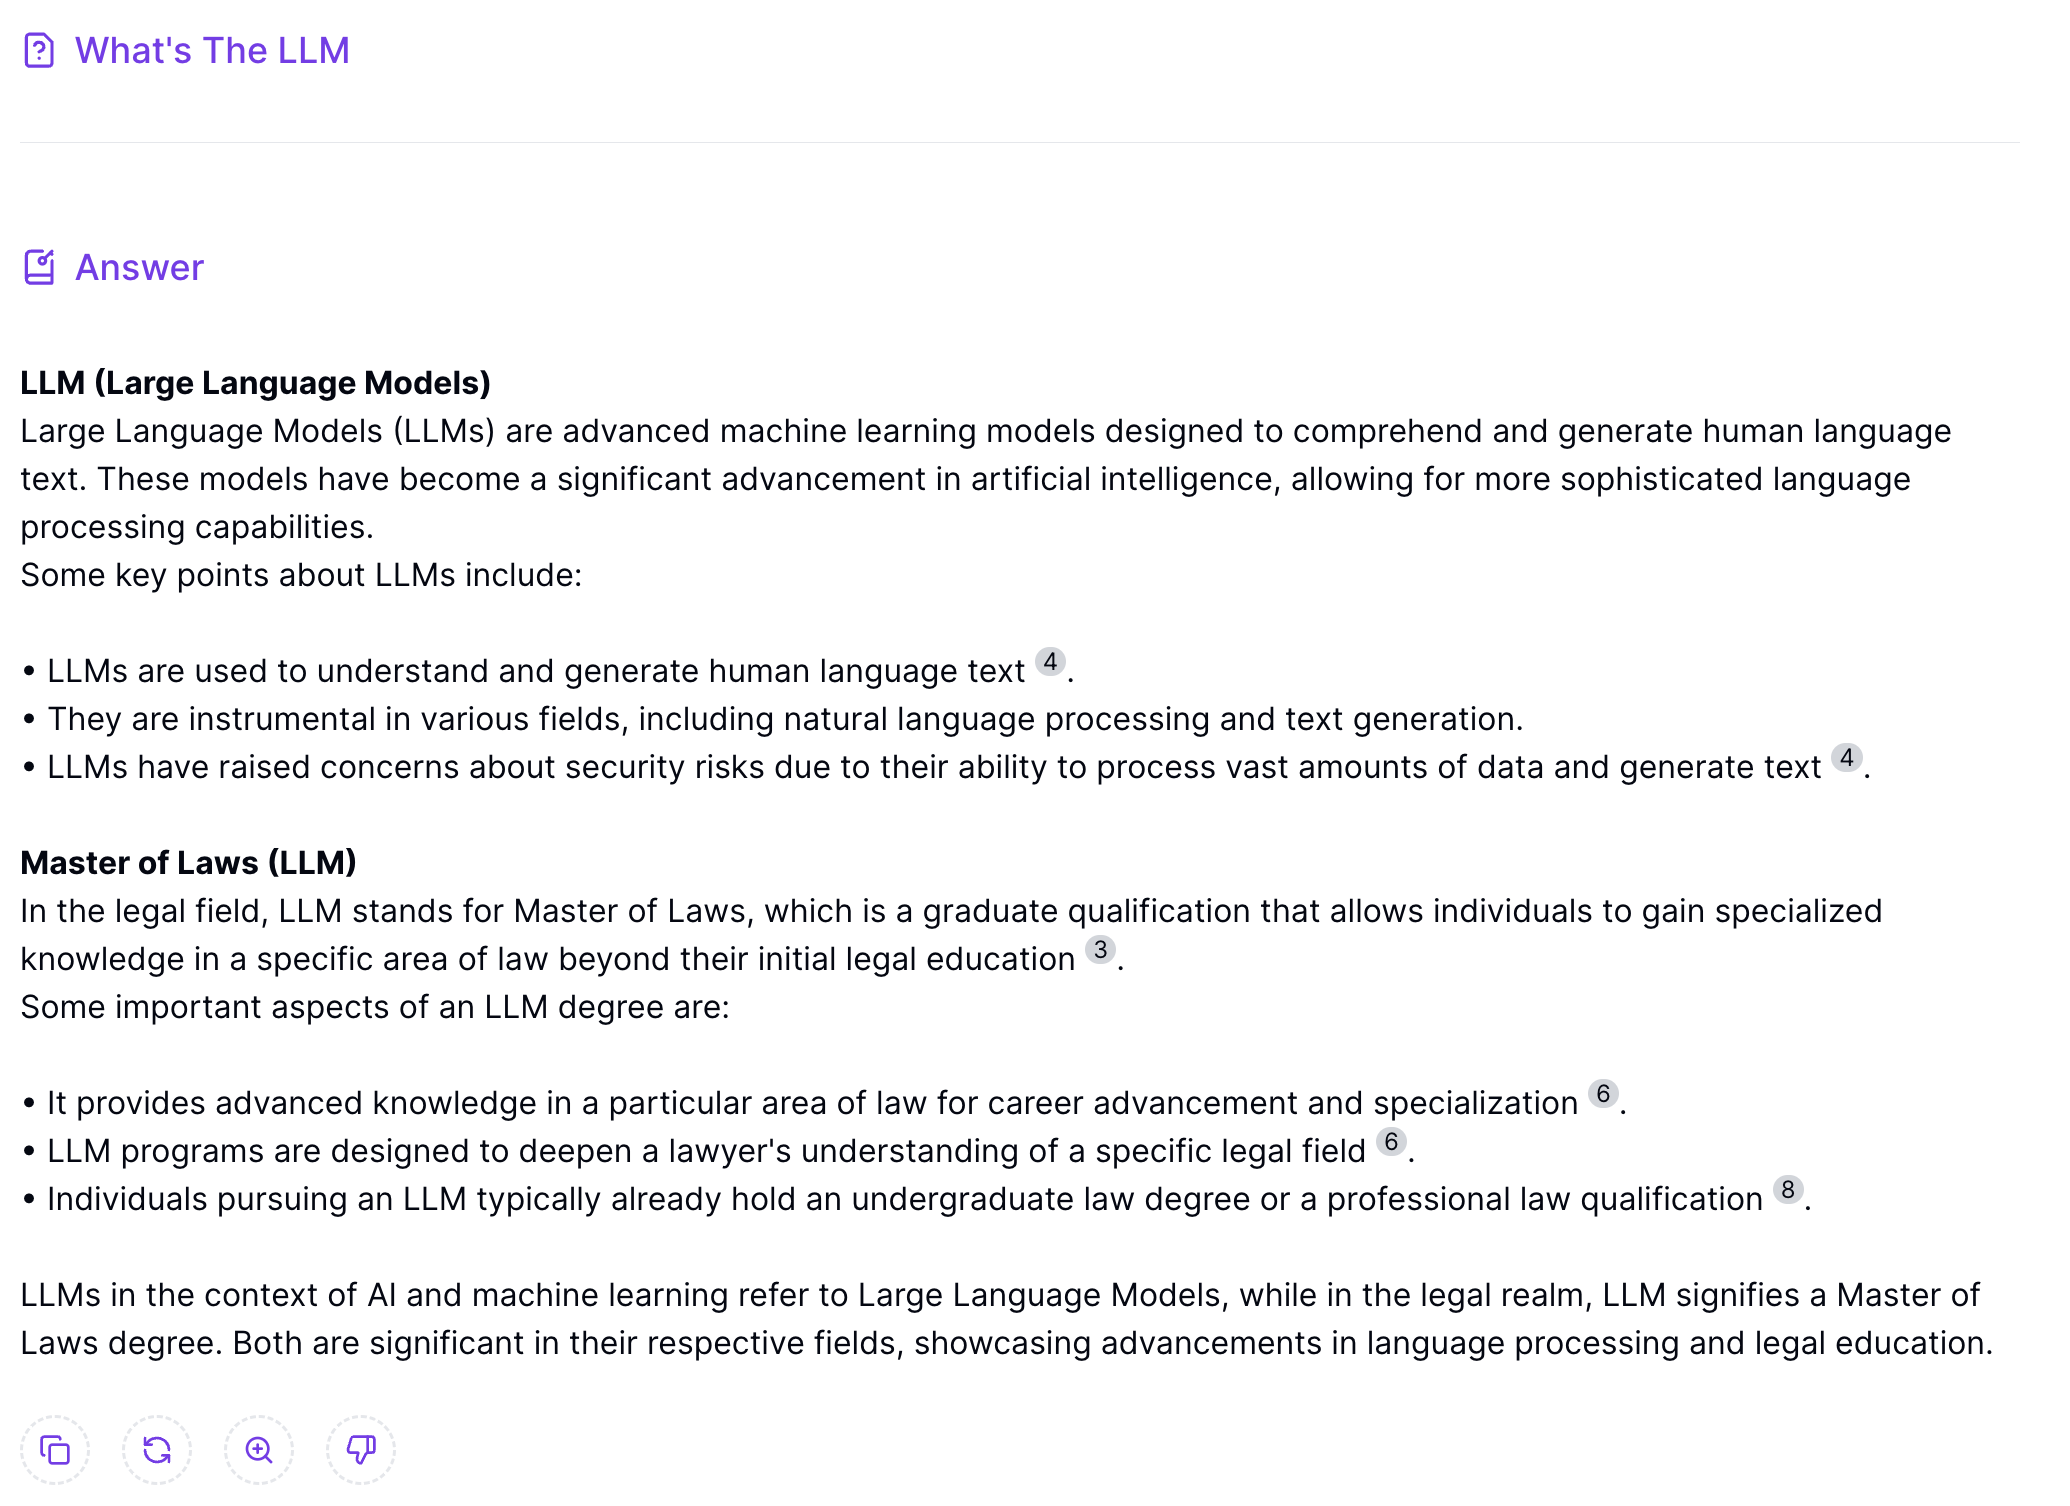 What's The LLM
Answer
LLM (Large Language Models)
Large Language Models (LLMs) are advanced machine learning models designed to comprehend and generate human language
text. These models have become a significant advancement in artificial intelligence, allowing for more sophisticated language
processing capabilities.
Some key points about LLMs include:
• LLMs are used to understand and generate human language text 4.
• They are instrumental in various fields, including natural language processing and text generation.
• LLMs have raised concerns about security risks due to their ability to process vast amounts of data and generate text 4.
Master of Laws (LLM)
In the legal field, LLM stands for Master of Laws, which is a graduate qualification that allows individuals to gain specialized
knowledge in a specific area of law beyond their initial legal education 3.
Some important aspects of an LLM degree are:
• It provides advanced knowledge in a particular area of law for career advancement and specialization 6.
• LLM programs are designed to deepen a lawyer's understanding of a specific legal field 6.
• Individuals pursuing an LLM typically already hold an undergraduate law degree or a professional law qualification 8.
LLMs in the context of AI and machine learning refer to Large Language Models, while in the legal realm, LLM signifies a Master of
Laws degree. Both are significant in their respective fields, showcasing advancements in language processing and legal education.